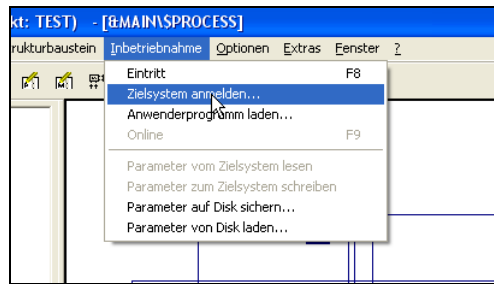 kt: TEST) - [&MAIN\SPROCESS]
rukturbaustein Inbetriebnahme Optionen Extras Fenster ?
Eintritt F8
Zielsystem anmelden...
Anwenderprogramm laden...
Online F9
Parameter vom Zielsystem lesen
Parameter zum Zielsystem schreiben
Parameter auf Disk sichern...
Parameter von Disk laden...